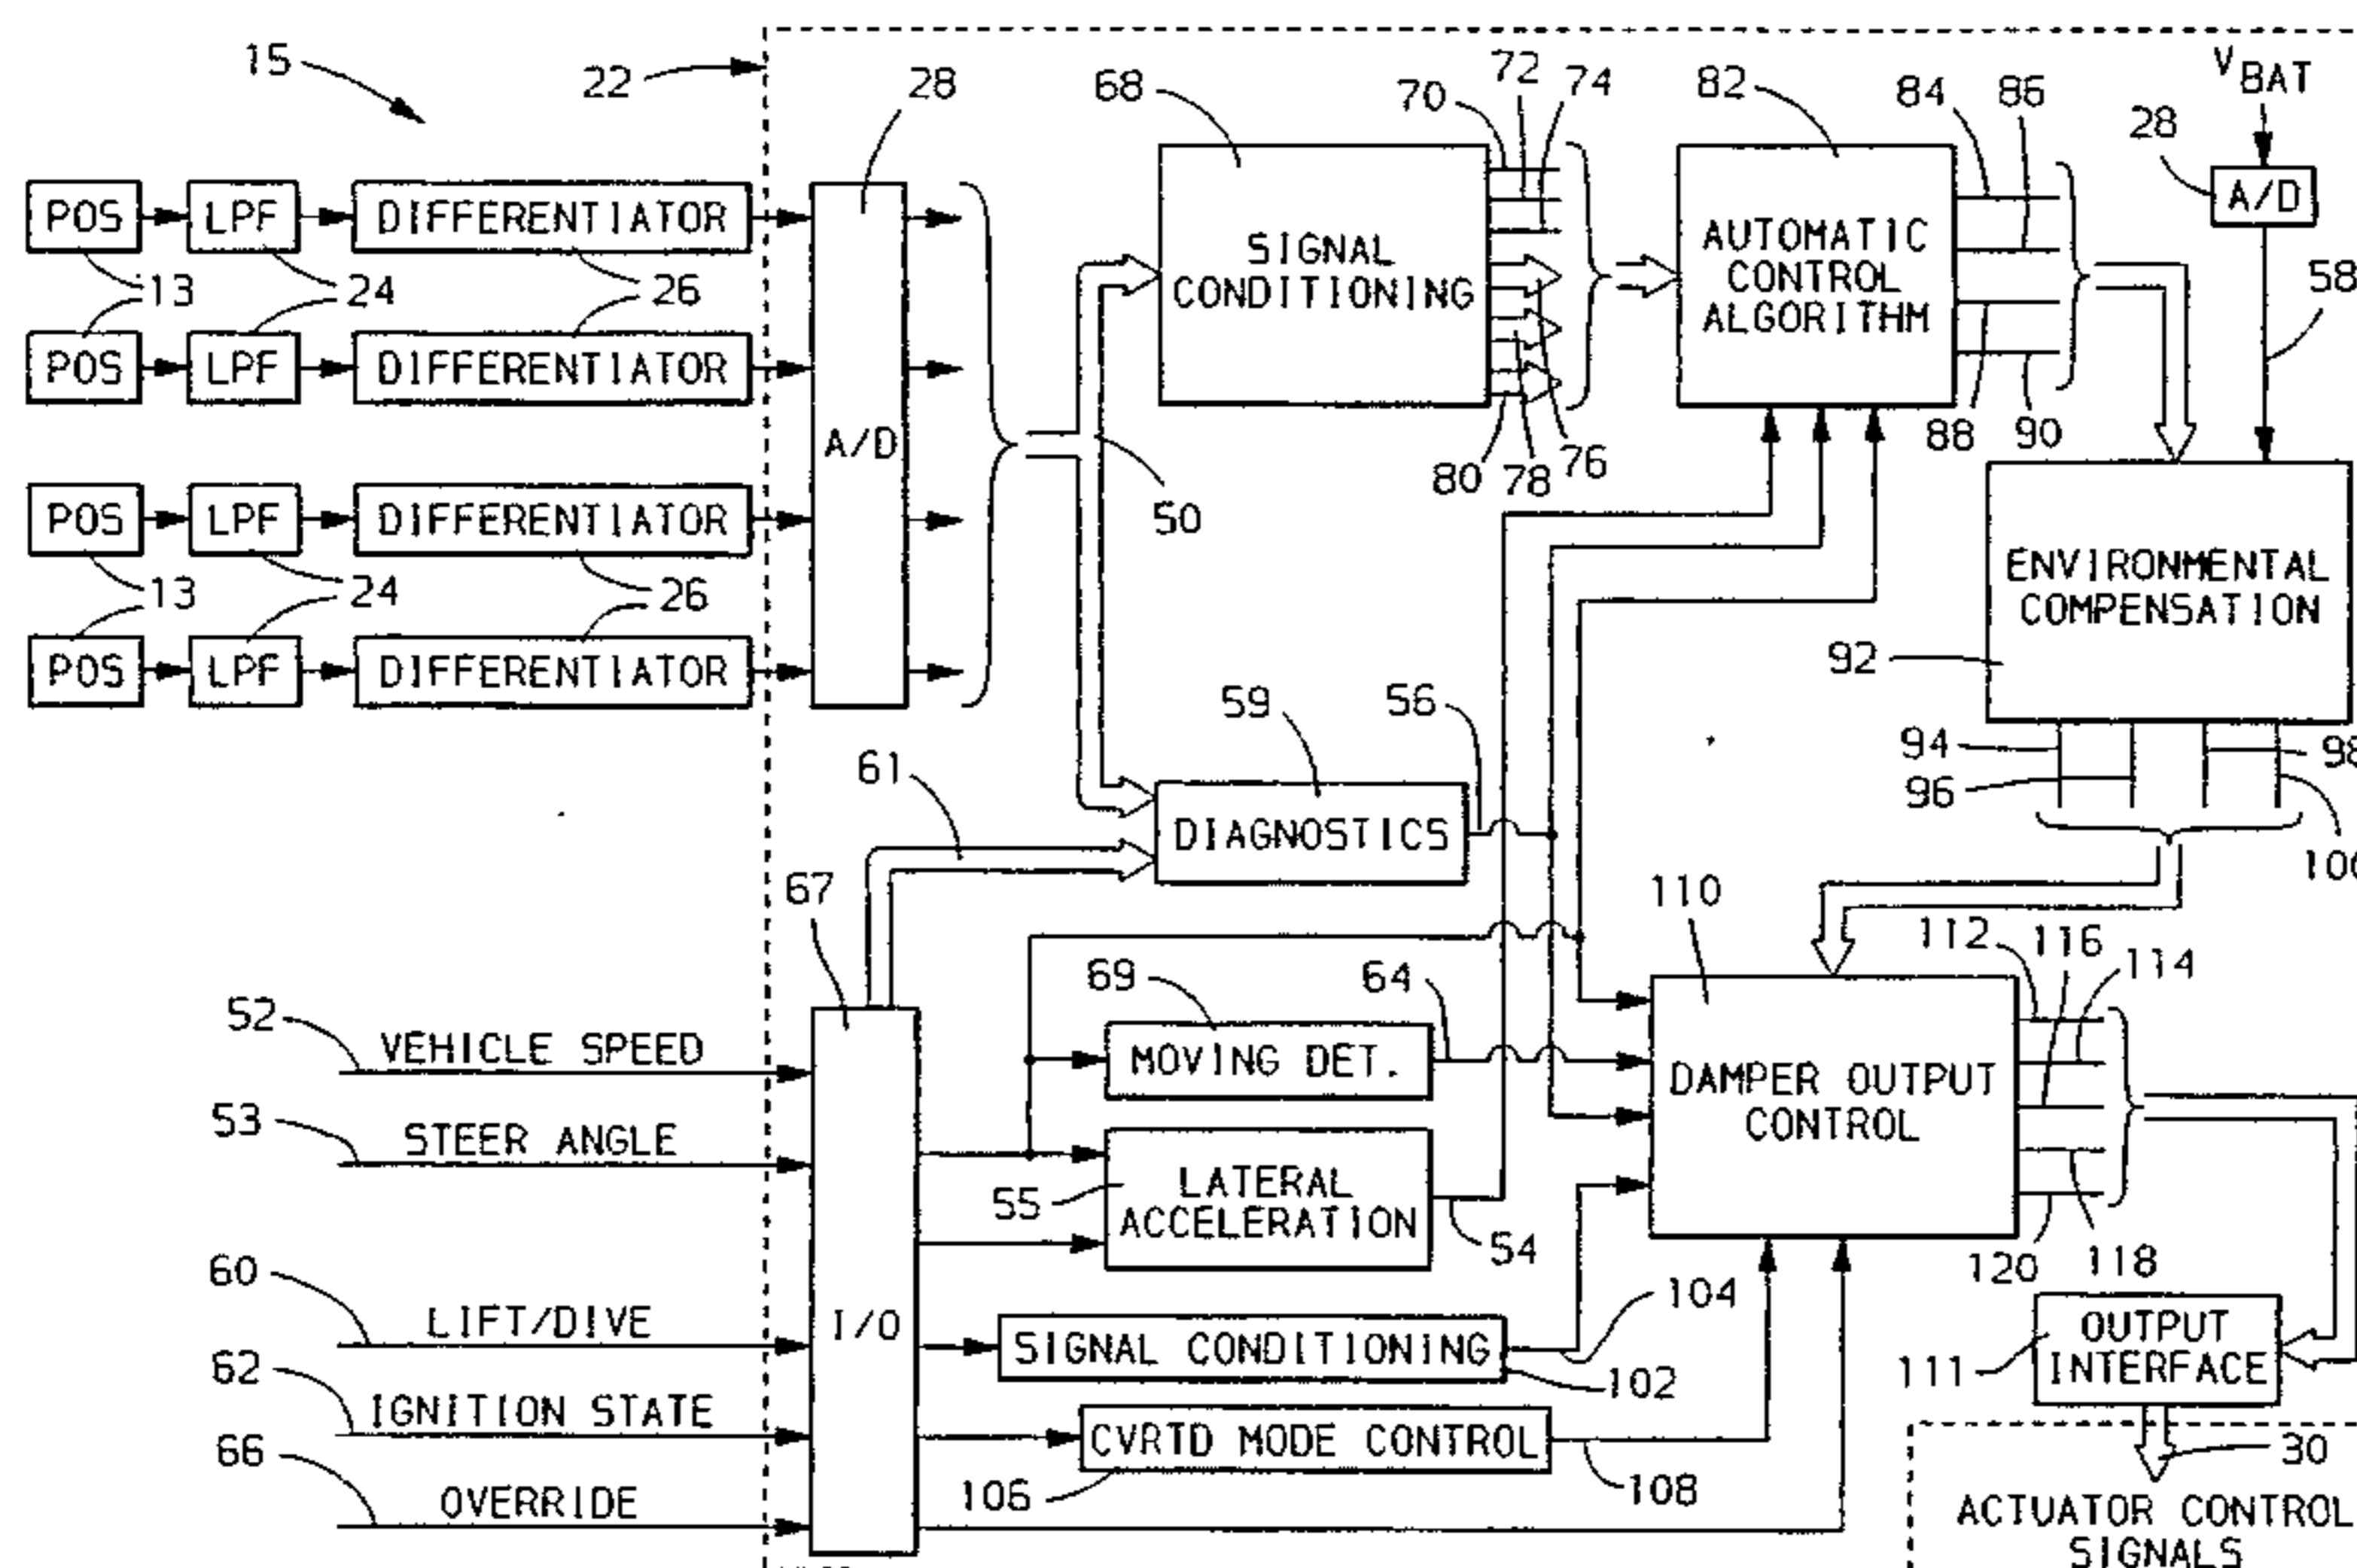 15
22
28
68
70
72
74
82
84
86
VBAT
28
A/D
POS
LPF
DIFFERENTIATOR
13
24
26
POS
LPF
DIFFERENTIATOR
A/D
SIGNAL
CONDITIONING
AUTOMATIC
CONTROL
ALGORITHM
58
88
90
80
78
76
50
POS
LPF
DIFFERENTIATOR
13
24
26
POS
LPF
DIFFERENTIATOR
ENVIRONMENTAL
COMPENSATION
92
94
96
98
59
56
61
DIAGNOSTICS
67
110
112
116
114
69
64
52
VEHICLE SPEED
MOVING DET.
DAMPER OUTPUT
CONTROL
53
STEER ANGLE
55
LATERAL
ACCELERATION
54
120
118
60
LIFT/DIVE
I/O
104
SIGNAL CONDITIONING
102
OUTPUT
INTERFACE
111
62
IGNITION STATE
CVRTD MODE CONTROL
106
108
30
66
OVERRIDE
ACTUATOR CONTROL
SIGNALS